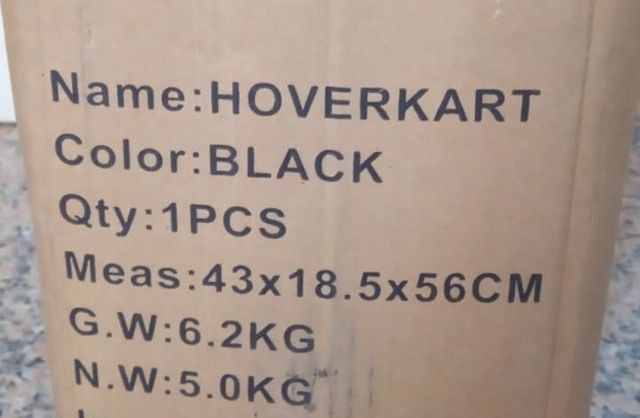 Name:HOVERKART
Color:BLACK
Qty:1PCS
Meas:43x18.5x56CM
G.W:6.2KG
N.W:5.0KG